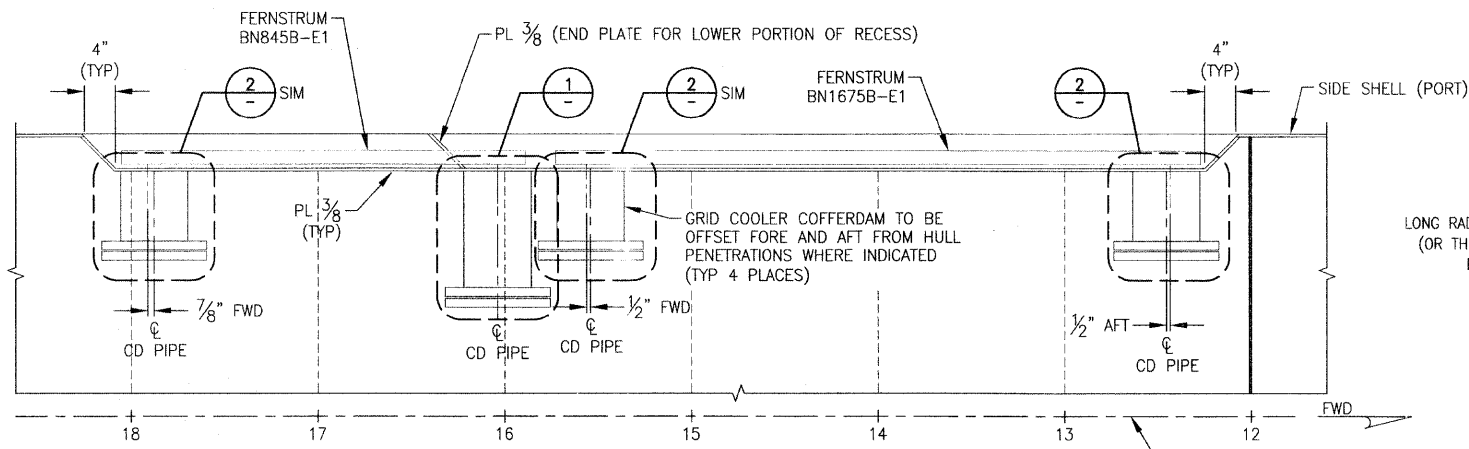 FERNSTRUM
BN845B-E1
4"
(TYP)
PL 3/8 (END PLATE FOR LOWER PORTION OF RECESS)
2
-
SIM
1
-
2
-
SIM
FERNSTRUM
BN1675B-E1
2
-
4"
(TYP)
SIDE SHELL (PORT)
PL 3/8
(TYP)
GRID COOLER COFFERDAM TO BE
OFFSET FORE AND AFT FROM HULL
PENETRATIONS WHERE INDICATED
(TYP 4 PLACES)
LONG RAD
(OR TH
7/8" FWD
℄
CD PIPE
℄
CD PIPE
1/2" FWD
℄
CD PIPE
1/2" AFT
℄
CD PIPE
FWD
18 17 16 15 14 13 12